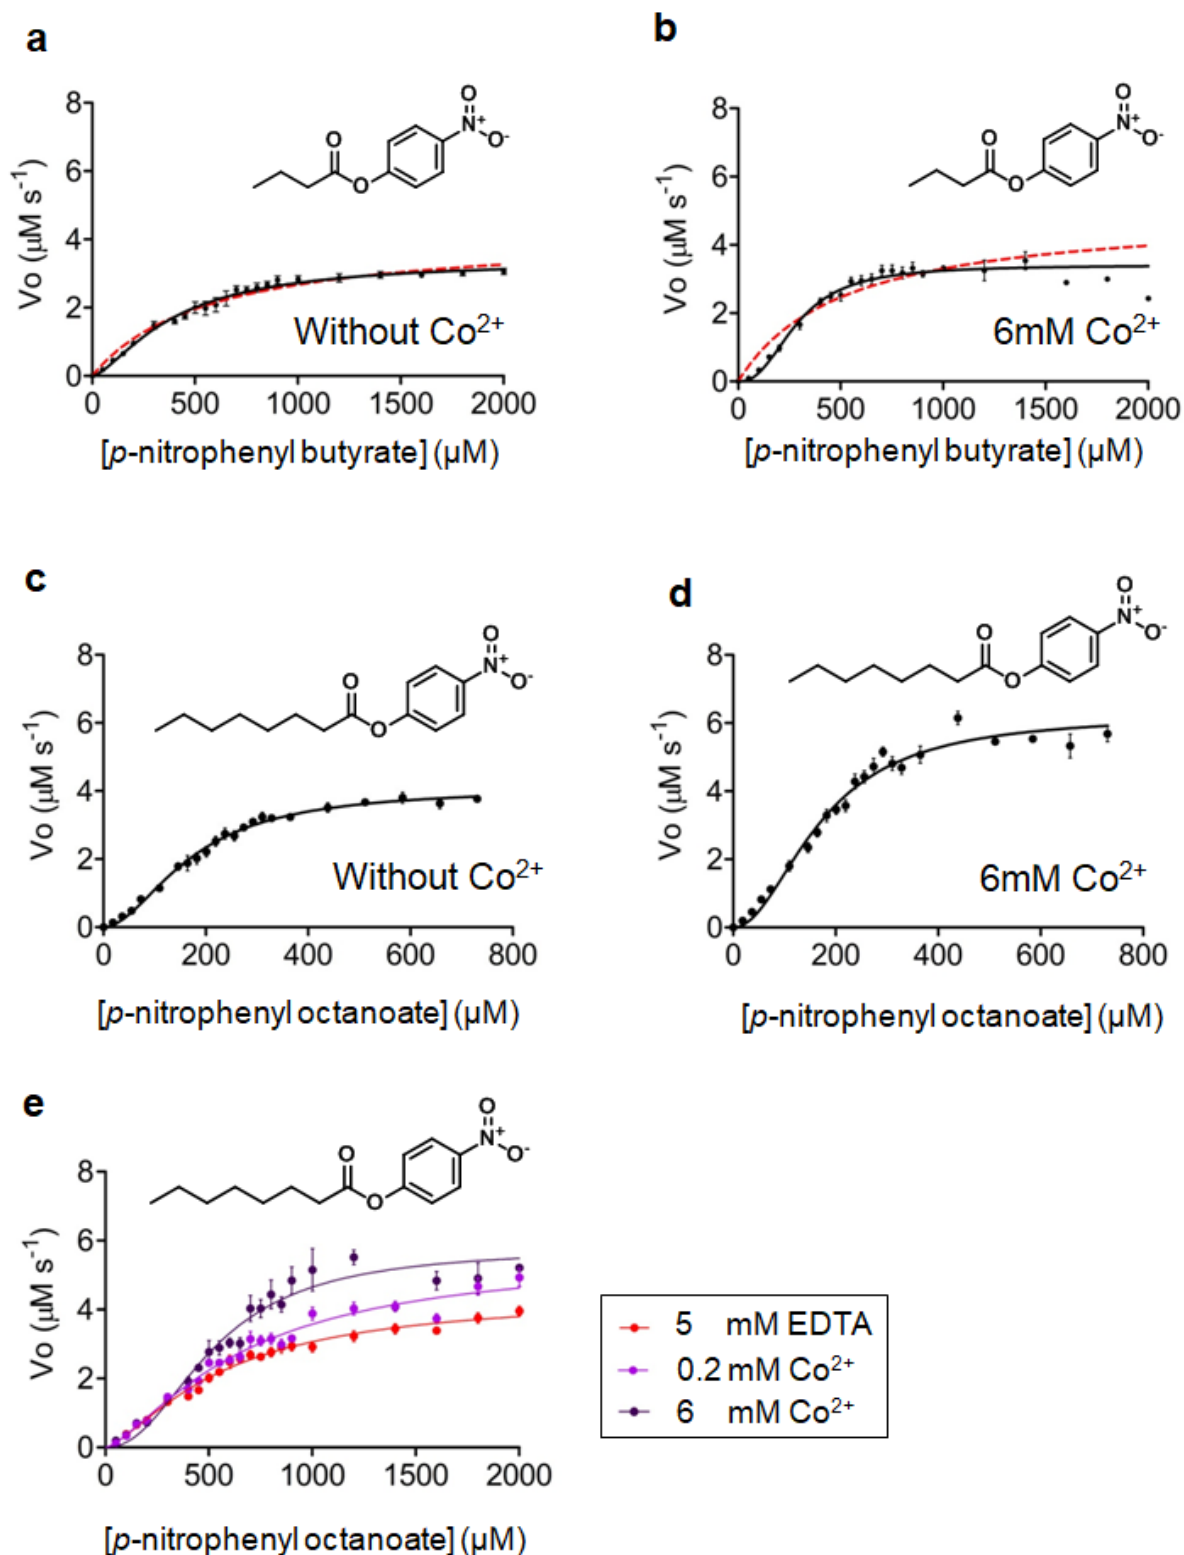 a
8
6
4
2
0
Vo (µM s-1)
O
O
N+
O
O-
Without Co2+
0 500 1000 1500 2000
[p-nitrophenyl butyrate] (µM)
b
8
6
4
2
0
Vo (µM s-1)
O
O
N+
O
O-
6mM Co2+
0 500 1000 1500 2000
[p-nitrophenyl butyrate] (µM)
c
8
6
4
2
0
Vo (µM s-1)
O
O
N+
O
O-
Without Co2+
0 200 400 600 800
[p-nitrophenyl octanoate] (µM)
d
8
6
4
2
0
Vo (µM s-1)
O
O
N+
O
O-
6mM Co2+
0 200 400 600 800
[p-nitrophenyl octanoate] (µM)
e
8
6
4
2
0
Vo (µM s-1)
O
O
N+
O
O-
0 500 1000 1500 2000
[p-nitrophenyl octanoate] (µM)
5 mM EDTA
0.2 mM Co2+
6 mM Co2+